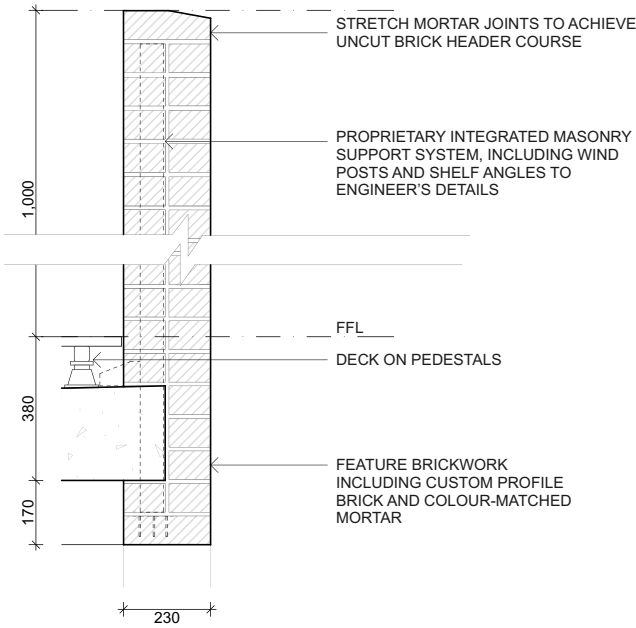 STRETCH MORTAR JOINTS TO ACHIEVE
UNCUT BRICK HEADER COURSE
PROPRIETARY INTEGRATED MASONRY
SUPPORT SYSTEM, INCLUDING WIND
POSTS AND SHELF ANGLES TO
ENGINEER'S DETAILS
1,000
FFL
DECK ON PEDESTALS
380
FEATURE BRICKWORK
INCLUDING CUSTOM PROFILE
BRICK AND COLOUR-MATCHED
MORTAR
170
230